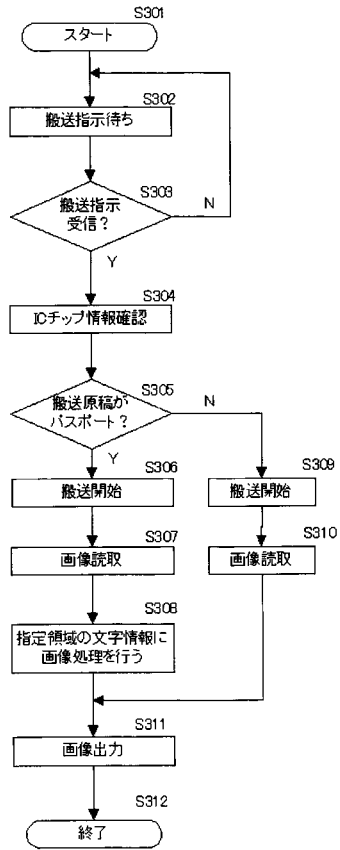 S301
スタート
S302
搬送指示待ち
S303
搬送指示
受信？
N
Y
S304
ICチップ情報確認
S305
搬送原稿が
パスポート？
N
Y
S306
搬送開始
S309
搬送開始
S307
画像読取
S310
画像読取
S308
指定領域の文字情報に
画像処理を行う
S311
画像出力
S312
終了